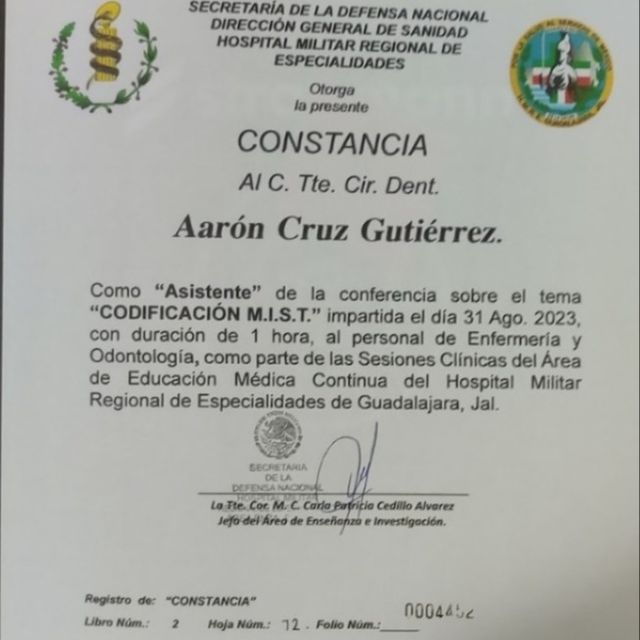 SECRETARÍA DE LA DEFENSA NACIONAL
DIRECCIÓN GENERAL DE SANIDAD
HOSPITAL MILITAR REGIONAL DE
ESPECIALIDADES
Otorga
la presente
CONSTANCIA
Al C. Tte. Cir. Dent.
Aarón Cruz Gutiérrez.
Como "Asistente" de la conferencia sobre el tema
"CODIFICACIÓN M.I.S.T." impartida el día 31 Ago. 2023,
con duración de 1 hora, al personal de Enfermería y
Odontología, como parte de las Sesiones Clínicas del Área
de Educación Médica Continua del Hospital Militar
Regional de Especialidades de Guadalajara, Jal.
SECRETARIA
DE LA
DEFENSA NACIONAL
HOSPITAL MILITAR
La Tte. Cor. M. C. Carla Patricia Cedillo Alvarez
Jefa del Área de Enseñanza e Investigación.
Registro de: "CONSTANCIA"
0004452
Libro Núm.: 2 Hoja Núm.: 12. Folio Núm.: